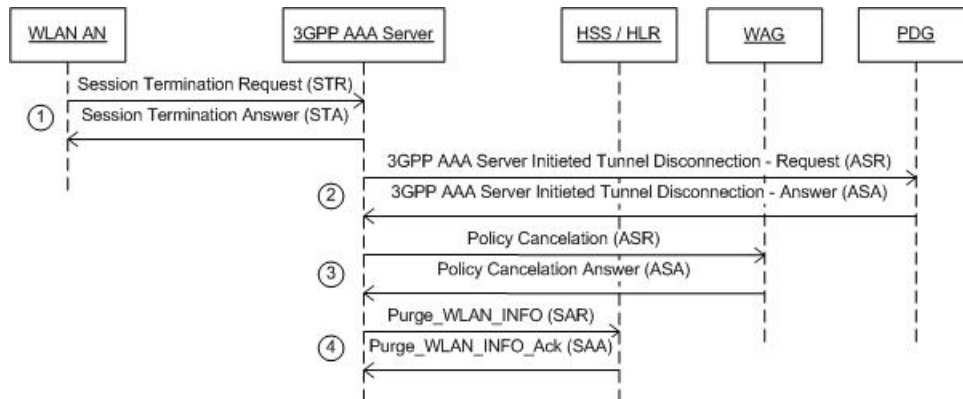 WLAN AN
3GPP AAA Server
HSS / HLR
WAG
PDG
Session Termination Request (STR)
1
Session Termination Answer (STA)
3GPP AAA Server Initieted Tunnel Disconnection - Request (ASR)
2
3GPP AAA Server Initieted Tunnel Disconnection - Answer (ASA)
Policy Cancelation (ASR)
3
Policy Cancelation Answer (ASA)
Purge_WLAN_INFO (SAR)
4
Purge_WLAN_INFO_Ack (SAA)